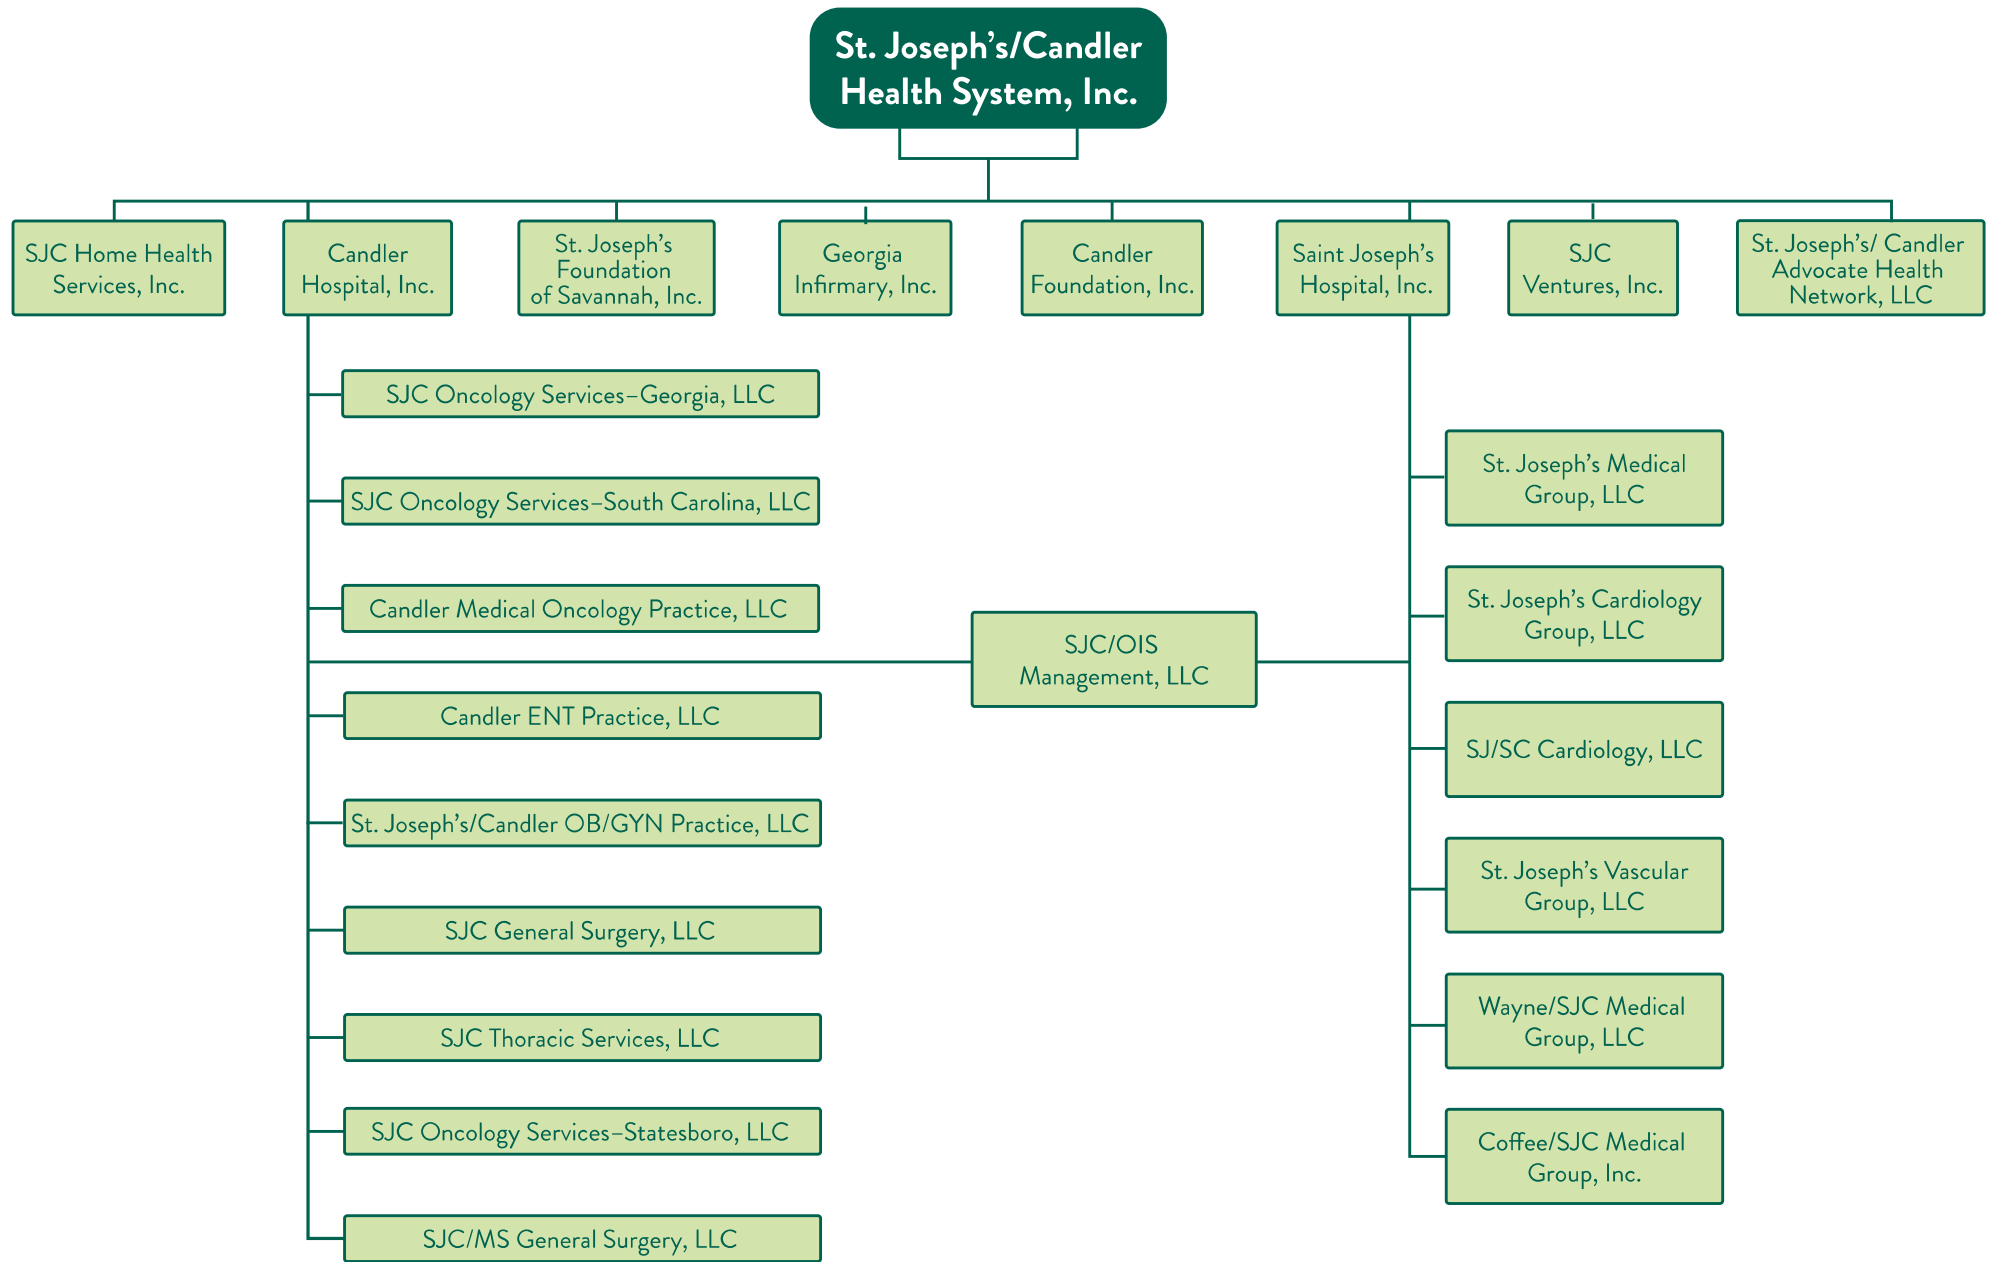 St. Joseph’s/Candler
Health System, Inc.
SJC Home Health
Services, Inc.
Candler
Hospital, Inc.
St. Joseph’s
Foundation
of Savannah, Inc.
Georgia
Infirmary, Inc.
Candler
Foundation, Inc.
Saint Joseph’s
Hospital, Inc.
SJC
Ventures, Inc.
St. Joseph’s/ Candler
Advocate Health
Network, LLC
SJC Oncology Services–Georgia, LLC
SJC Oncology Services–South Carolina, LLC
Candler Medical Oncology Practice, LLC
Candler ENT Practice, LLC
St. Joseph’s/Candler OB/GYN Practice, LLC
SJC General Surgery, LLC
SJC Thoracic Services, LLC
SJC Oncology Services–Statesboro, LLC
SJC/MS General Surgery, LLC
SJC/OIS
Management, LLC
St. Joseph’s Medical
Group, LLC
St. Joseph’s Cardiology
Group, LLC
SJ/SC Cardiology, LLC
St. Joseph’s Vascular
Group, LLC
Wayne/SJC Medical
Group, LLC
Coffee/SJC Medical
Group, Inc.